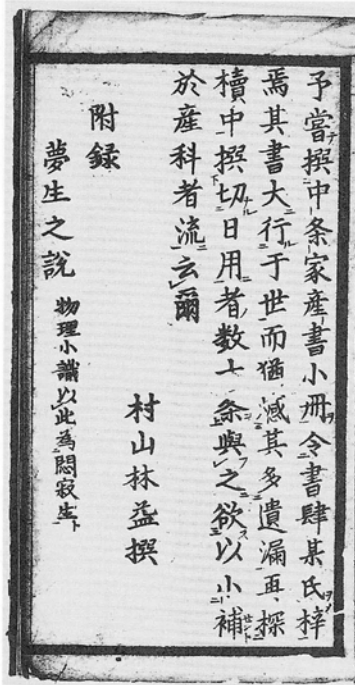 予嘗撰中条家産書小冊令書肆某氏梓
焉其書大行于世而猶慽其多遺漏再探
櫝中撰切日用者数十条與之欲以小補
於産科者流云爾
村山林益撰
附録
夢生之説 物理小識以此為悶寂生